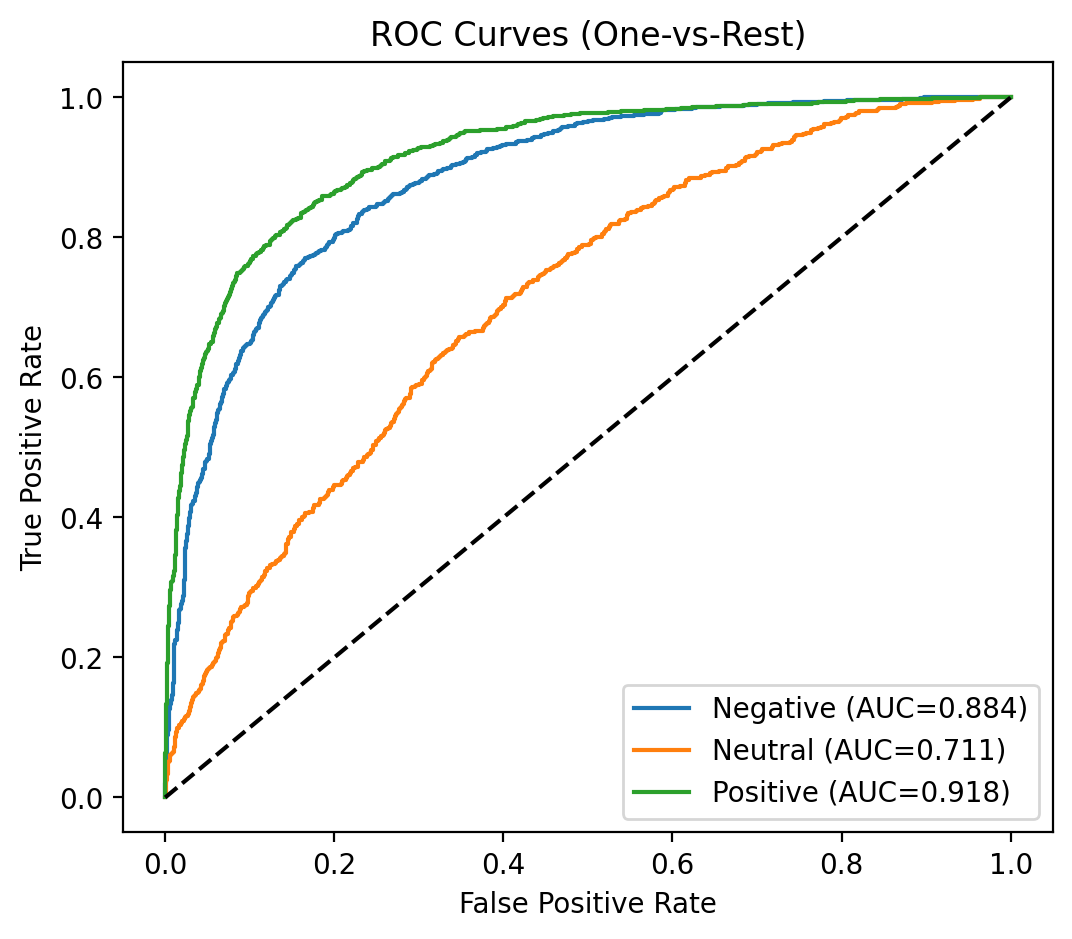 ROC Curves (One-vs-Rest)
True Positive Rate
1.0
0.8
0.6
0.4
0.2
0.0
Negative (AUC=0.884)
Neutral (AUC=0.711)
Positive (AUC=0.918)
0.0 0.2 0.4 0.6 0.8 1.0
False Positive Rate